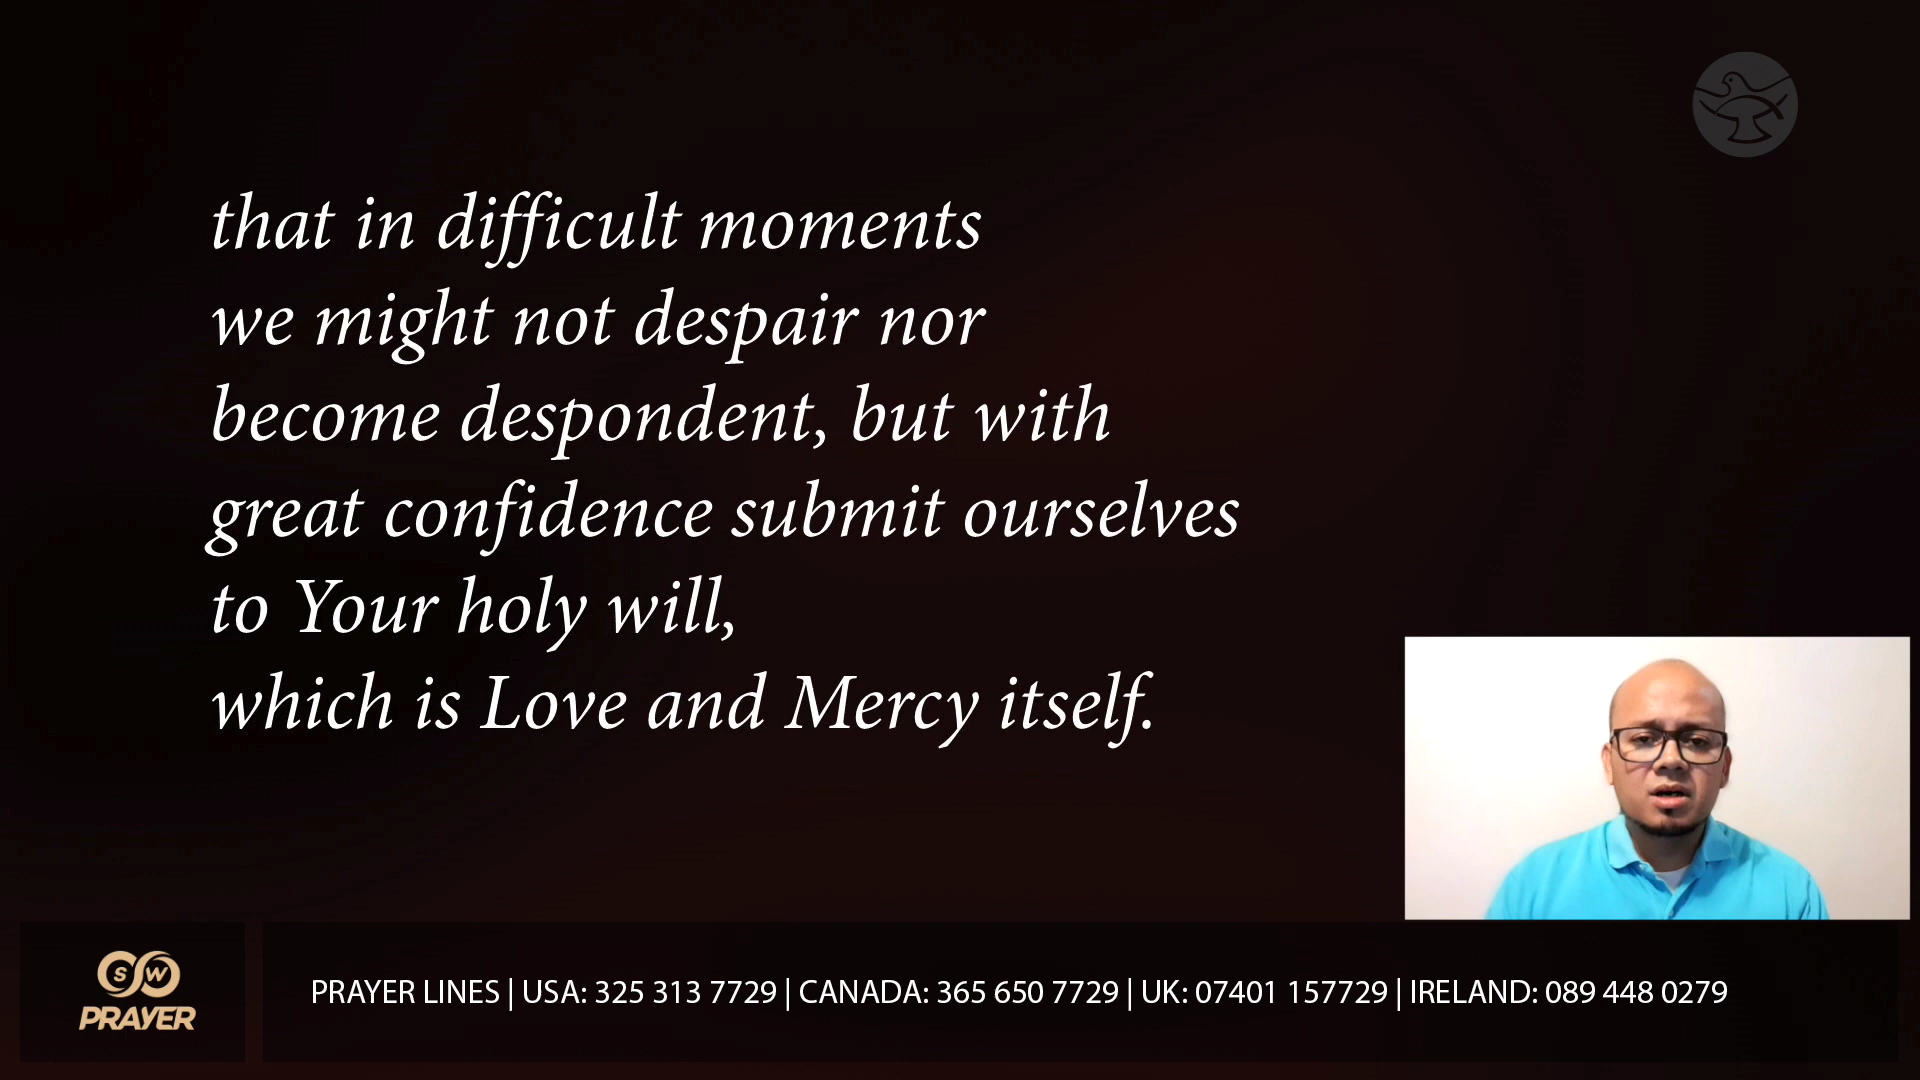 that in difficult moments
we might not despair nor
become despondent, but with
great confidence submit ourselves
to Your holy will,
which is Love and Mercy itself.
S W
PRAYER
PRAYER LINES | USA: 325 313 7729 | CANADA: 365 650 7729 | UK: 07401 157729 | IRELAND: 089 448 0279